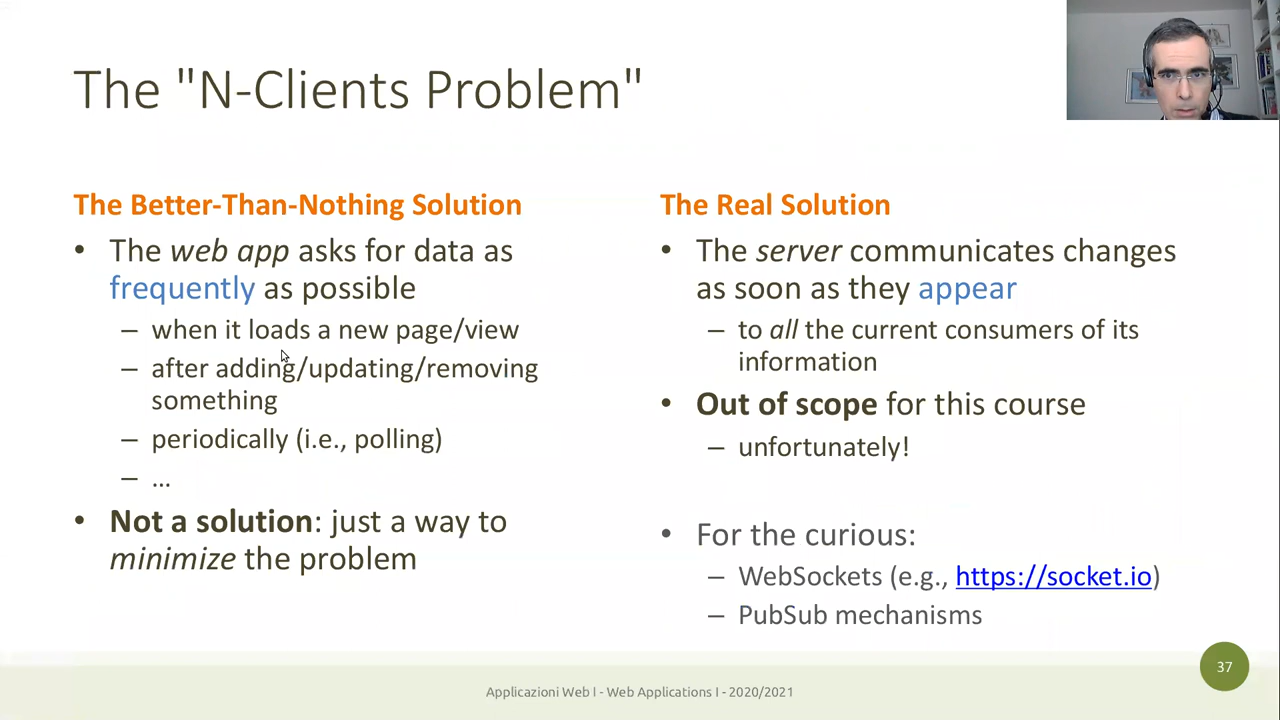 The "N-Clients Problem"
The Better-Than-Nothing Solution
• The web app asks for data as
frequently as possible
– when it loads a new page/view
– after adding/updating/removing
something
– periodically (i.e., polling)
– …
• Not a solution: just a way to
minimize the problem
The Real Solution
• The server communicates changes
as soon as they appear
– to all the current consumers of its
information
• Out of scope for this course
– unfortunately!
• For the curious:
– WebSockets (e.g., https://socket.io)
– PubSub mechanisms
Applicazioni Web I - Web Applications I - 2020/2021
37